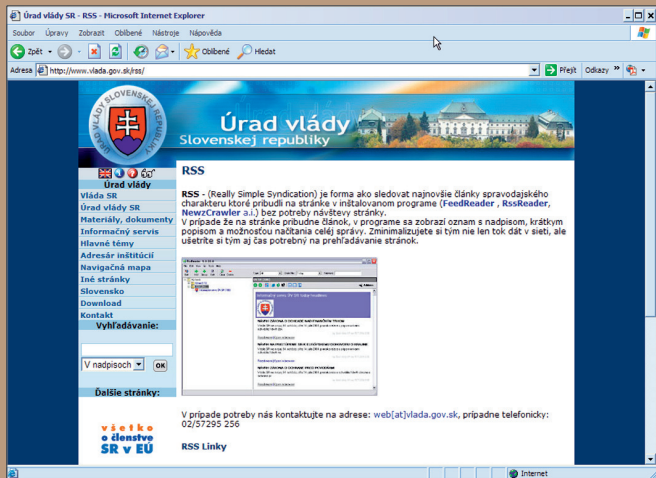 Úrad vlády SR - RSS - Microsoft Internet Explorer
Soubor Úpravy Zobrazit Oblíbené Nástroje Nápověda
Zpět Oblíbené Hledat
Adresa http://www.vlada.gov.sk/rss/ Přejít Odkazy »
ÚRAD VLÁDY SLOVENSKEJ REPUBLIKY
Úrad vlády
Slovenskej republiky
Úrad vlády
Vláda SR
Úrad vlády SR
Materiály, dokumenty
Informačný servis
Hlavné témy
Adresár inštitúcií
Navigačná mapa
Iné stránky
Slovensko
Download
Kontakt
Vyhľadávanie:
V nadpisoch OK
Ďalšie stránky:
všetko
o členstve
SR v EÚ
RSS
RSS - (Really Simple Syndication) je forma ako sledovat najnovšie články spravodajského
charakteru ktoré pribudli na stránke v inštalovanom programe (FeedReader , RssReader,
NewzCrawler a.i.) bez potreby návštevy stránky.
V prípade že na stránke pribudne článok, v programe sa zobrazí oznam s nadpisom, krátkym
popisom a možnosťou načítania celéj správy. Zminimalizujete si tým nie len tok dát v sieti, ale
ušetríte si tým aj čas potrebný na prehľadávanie stránok.
V prípade potreby nás kontaktujte na adrese: web[at]vlada.gov.sk, prípadne telefonicky:
02/57295 256
RSS Linky
Internet